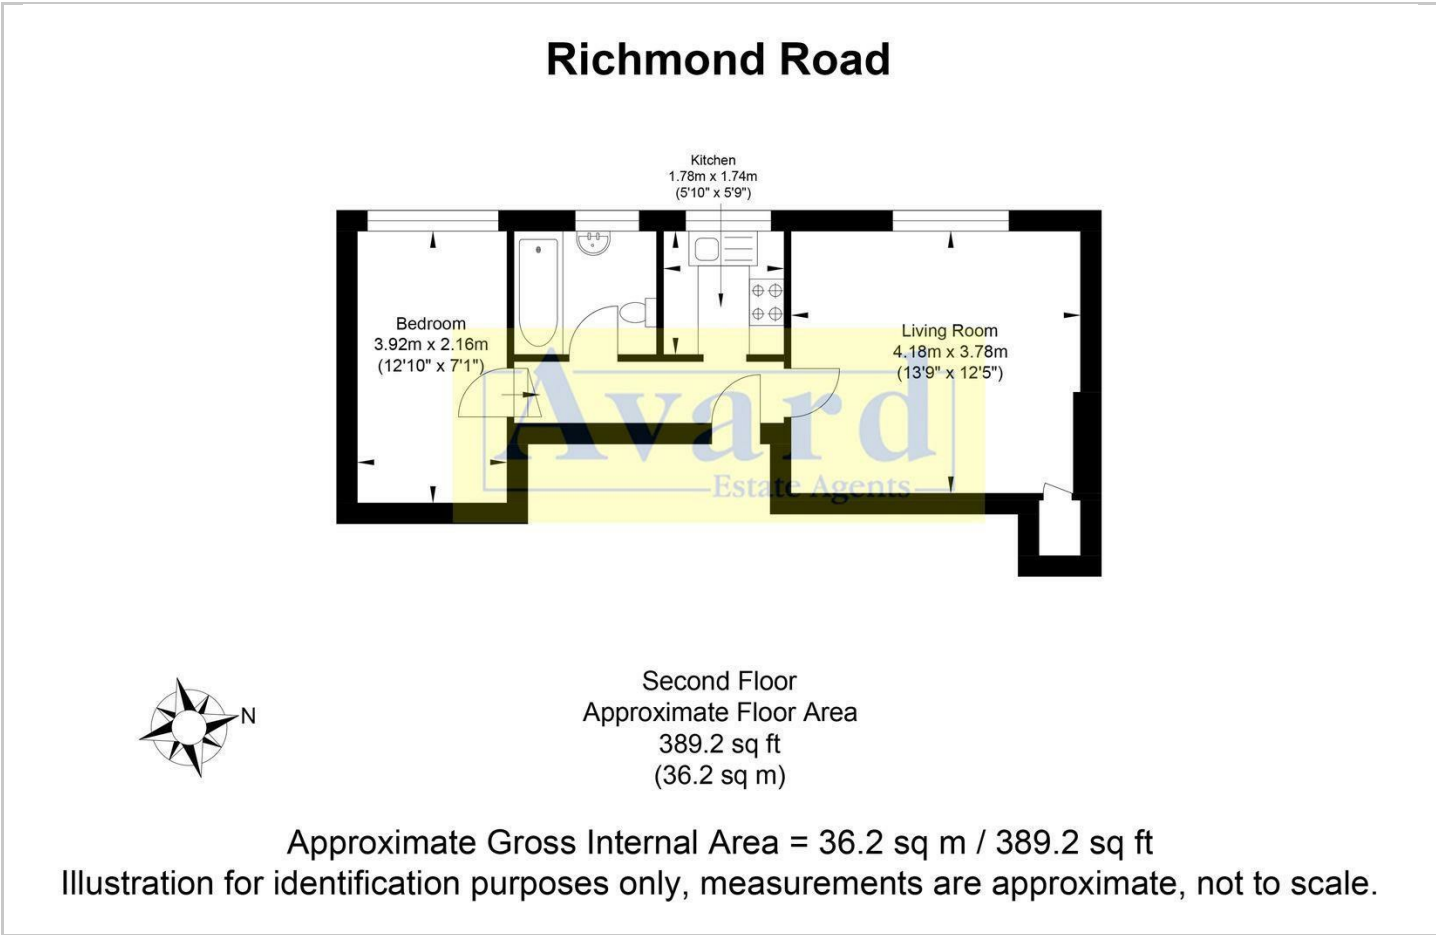 Richmond Road
Kitchen
1.78m x 1.74m
(5'10" x 5'9")
Bedroom
3.92m x 2.16m
(12'10" x 7'1")
Living Room
4.18m x 3.78m
(13'9" x 12'5")
Avard
Estate Agents
N
Second Floor
Approximate Floor Area
389.2 sq ft
(36.2 sq m)
Approximate Gross Internal Area = 36.2 sq m / 389.2 sq ft
Illustration for identification purposes only, measurements are approximate, not to scale.